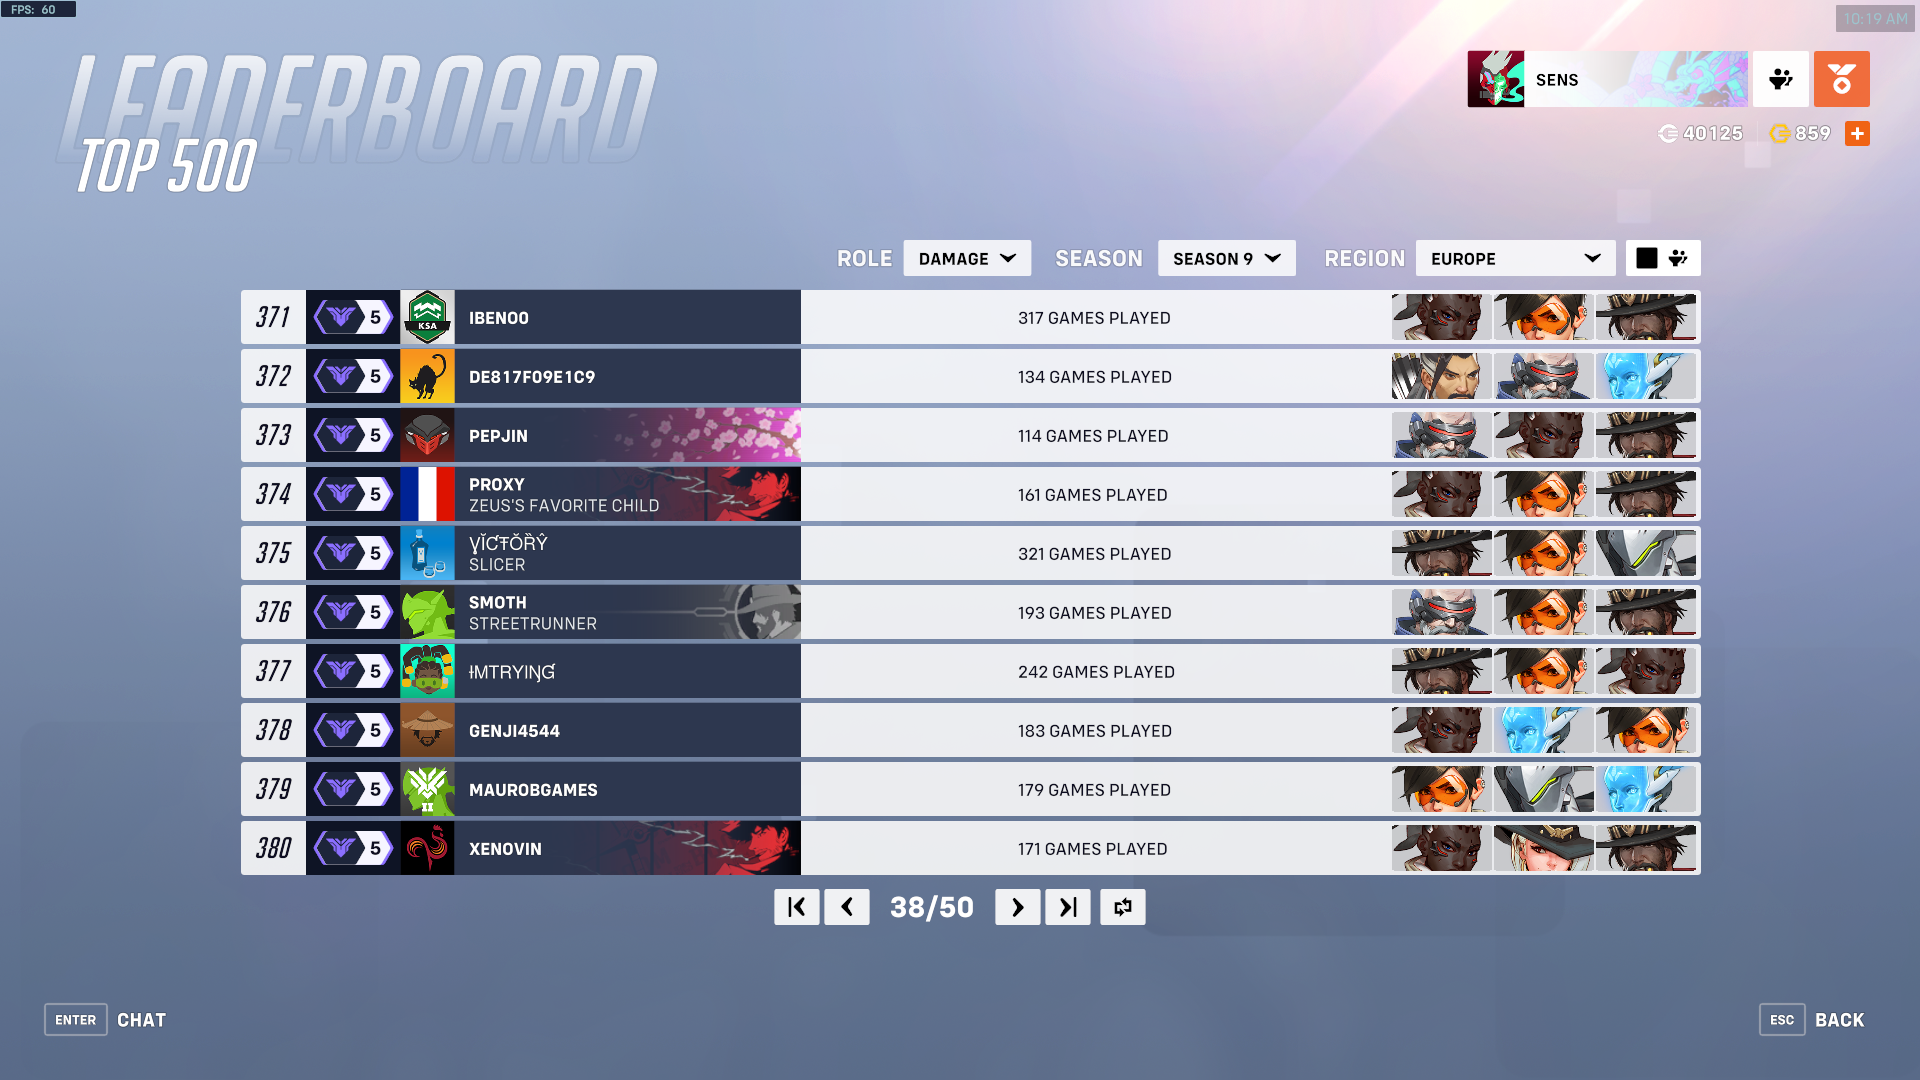 FPS: 60
10:19 AM
LEADERBOARD
TOP 500
SENS
40125
859
ROLE DAMAGE SEASON SEASON 9 REGION EUROPE
371 5 KSA IBENOO 317 GAMES PLAYED
372 5 DE817F09E1C9 134 GAMES PLAYED
373 5 PEPJIN 114 GAMES PLAYED
374 5 PROXY 161 GAMES PLAYED
ZEUS'S FAVORITE CHILD
375 5 ƔĬƇŦŎȐŶ 321 GAMES PLAYED
SLICER
376 5 SMOTH 193 GAMES PLAYED
STREETRUNNER
377 5 ƗMTRYIŊƓ 242 GAMES PLAYED
378 5 GENJI4544 183 GAMES PLAYED
379 5 II MAUROBGAMES 179 GAMES PLAYED
380 5 XENOVIN 171 GAMES PLAYED
38/50
ENTER CHAT
ESC BACK